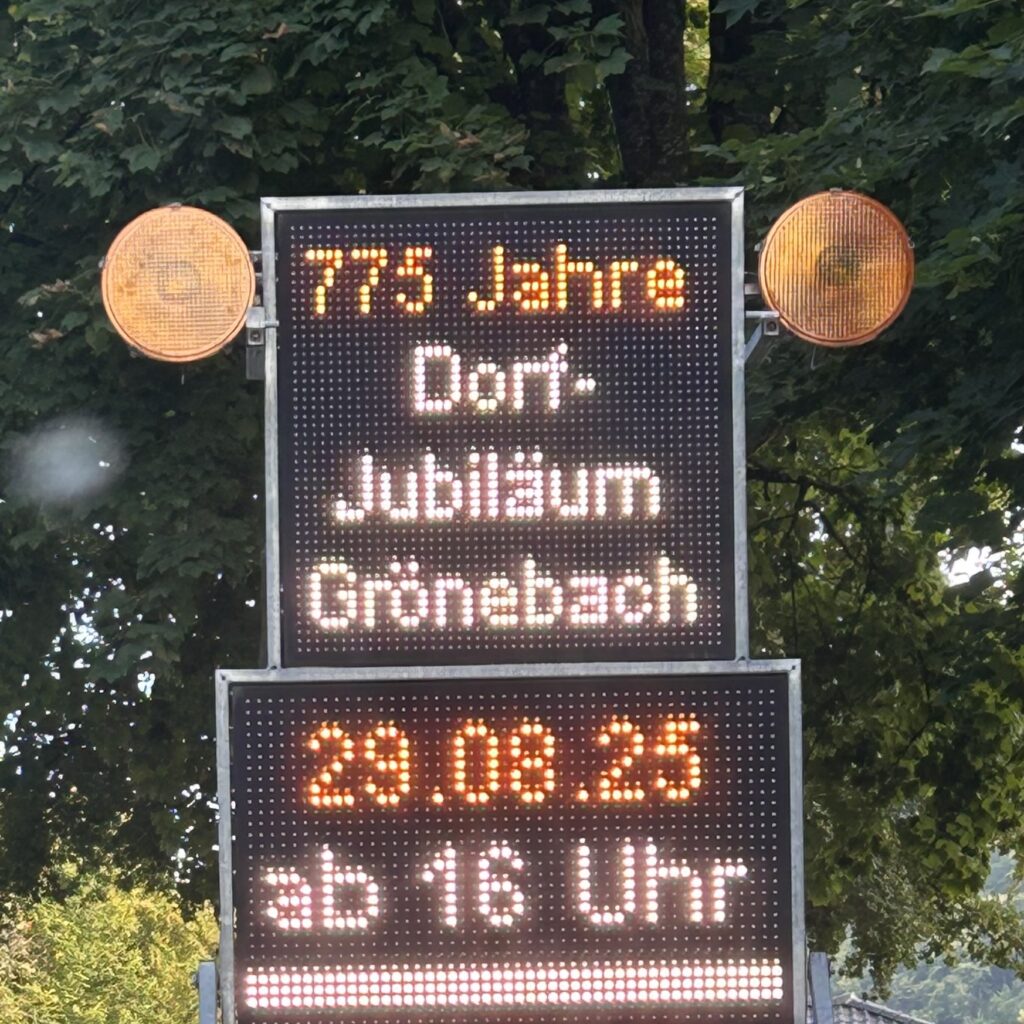 775 Jahre
Dorf-
Jubiläum
Grönebach
29.08.25
ab 16 Uhr